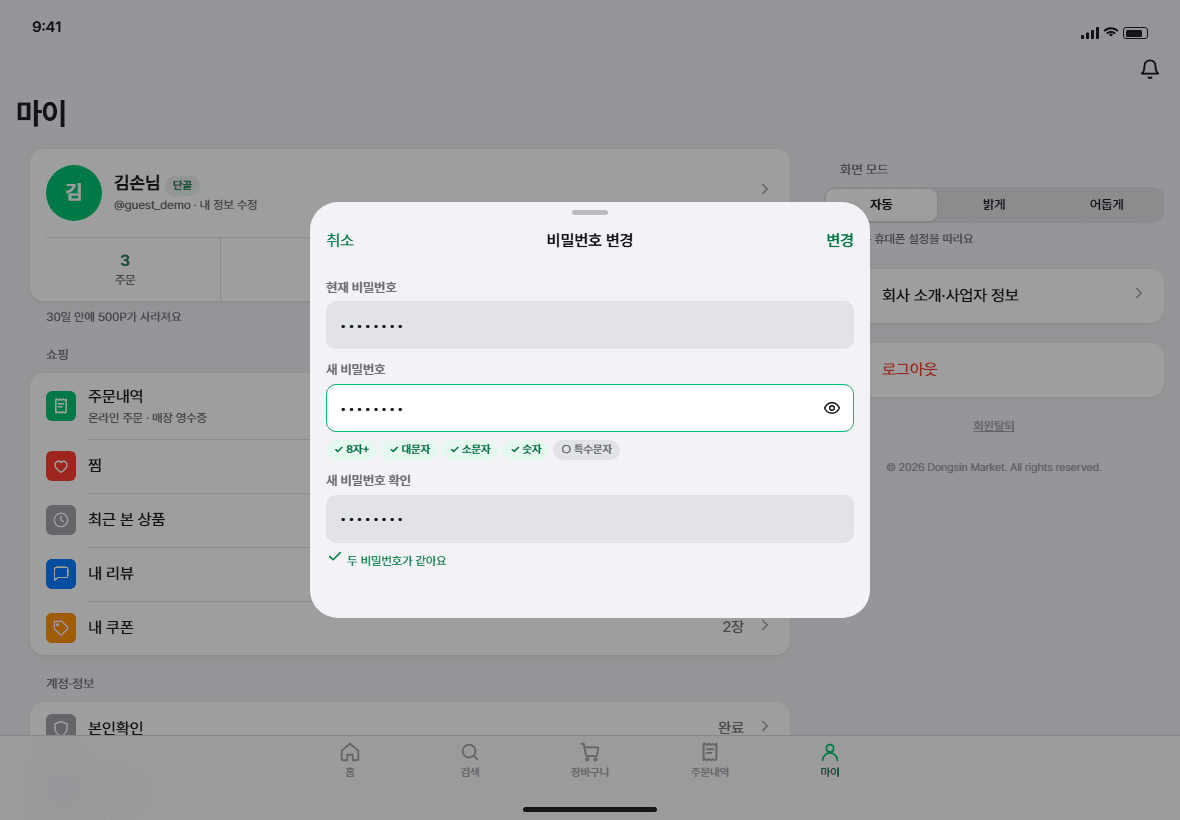 9:41
마이
김
김손님 단골
@guest_demo · 내 정보 수정
3
주문
30일 안에 500P가 사라져요
쇼핑
주문내역
온라인 주문 · 매장 영수증
찜
최근 본 상품
내 리뷰
내 쿠폰
2장
계정·정보
본인확인
완료
화면 모드
자동
밝게
어둡게
휴대폰 설정을 따라요
회사 소개·사업자 정보
로그아웃
회원탈퇴
© 2026 Dongsin Market. All rights reserved.
취소
비밀번호 변경
변경
현재 비밀번호
••••••••
새 비밀번호
••••••••
8자+
대문자
소문자
숫자
특수문자
새 비밀번호 확인
••••••••
두 비밀번호가 같아요
홈
검색
장바구니
주문내역
마이